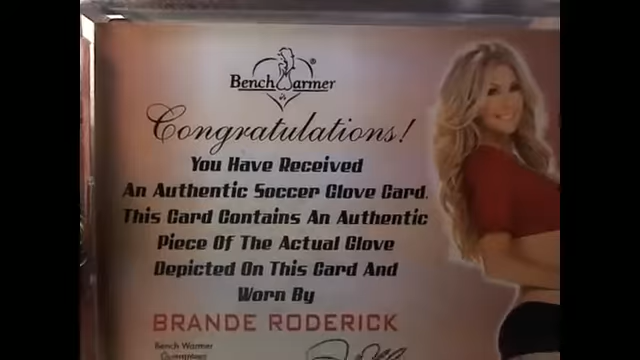 BenchWarmer®
Congratulations!
You Have Received
An Authentic Soccer Glove Card.
This Card Contains An Authentic
Piece Of The Actual Glove
Depicted On This Card And
Worn By
BRANDE RODERICK
Bench Warmer
Guarantees